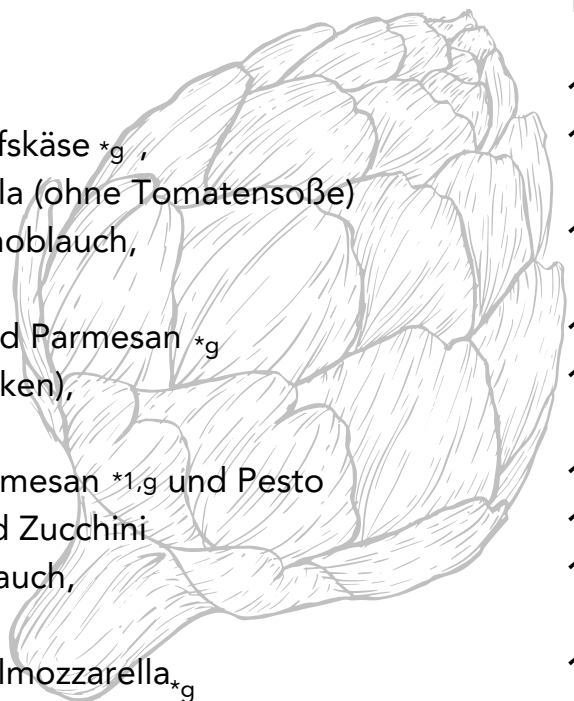 fskäse *g ,
la (ohne Tomatensoße)
noblauch,
d Parmesan *g
ken),
mesan *1,g und Pesto
d Zucchini
auch,
lmozzarella*g